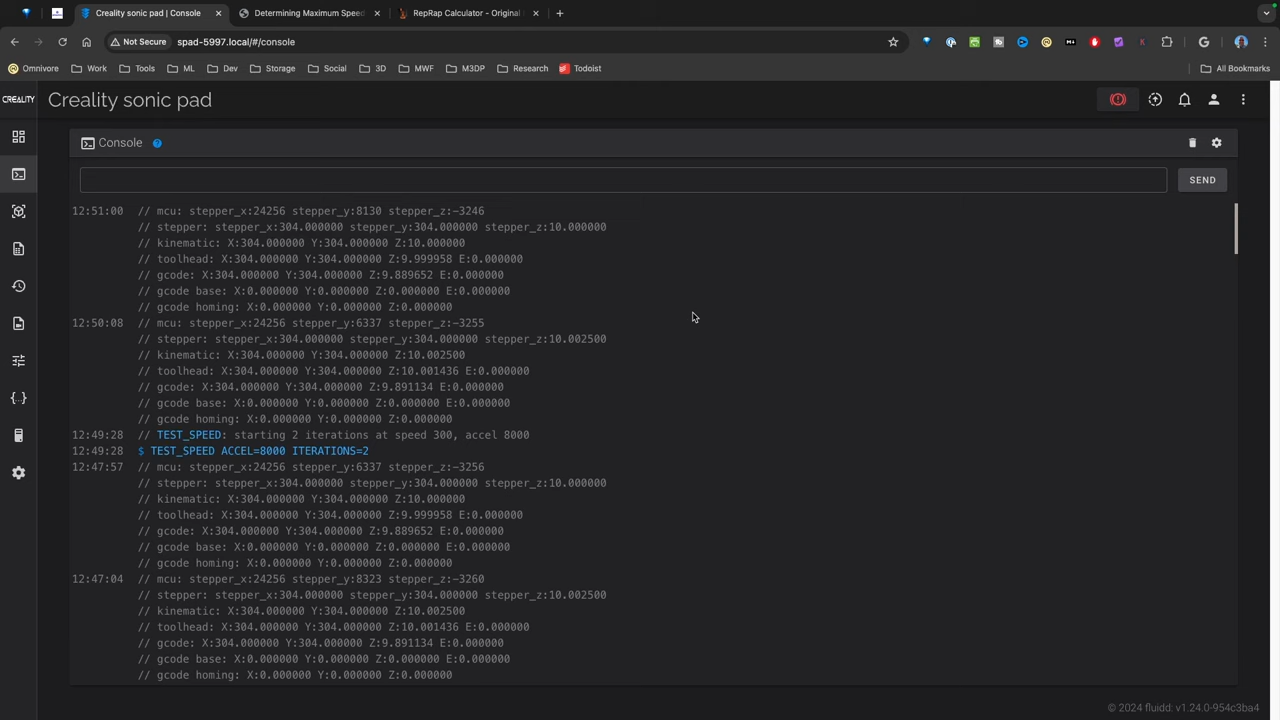 Creality sonic pad | Console
Determining Maximum Speed
RepRap Calculator - Original
Not Secure
spad-5997.local/#/console
Omnivore
Work
Tools
ML
Dev
Storage
Social
3D
MWF
M3DP
Research
Todoist
All Bookmarks
CREALITY
Creality sonic pad
Console
SEND
12:51:00 // mcu: stepper_x:24256 stepper_y:8130 stepper_z:-3246
// stepper: stepper_x:304.000000 stepper_y:304.000000 stepper_z:10.000000
// kinematic: X:304.000000 Y:304.000000 Z:10.000000
// toolhead: X:304.000000 Y:304.000000 Z:9.999958 E:0.000000
// gcode: X:304.000000 Y:304.000000 Z:9.889652 E:0.000000
// gcode base: X:0.000000 Y:0.000000 Z:0.000000 E:0.000000
// gcode homing: X:0.000000 Y:0.000000 Z:0.000000
12:50:08 // mcu: stepper_x:24256 stepper_y:6337 stepper_z:-3255
// stepper: stepper_x:304.000000 stepper_y:304.000000 stepper_z:10.002500
// kinematic: X:304.000000 Y:304.000000 Z:10.002500
// toolhead: X:304.000000 Y:304.000000 Z:10.001436 E:0.000000
// gcode: X:304.000000 Y:304.000000 Z:9.891134 E:0.000000
// gcode base: X:0.000000 Y:0.000000 Z:0.000000 E:0.000000
// gcode homing: X:0.000000 Y:0.000000 Z:0.000000
12:49:28 // TEST_SPEED: starting 2 iterations at speed 300, accel 8000
12:49:28 $ TEST_SPEED ACCEL=8000 ITERATIONS=2
12:47:57 // mcu: stepper_x:24256 stepper_y:6337 stepper_z:-3256
// stepper: stepper_x:304.000000 stepper_y:304.000000 stepper_z:10.000000
// kinematic: X:304.000000 Y:304.000000 Z:10.000000
// toolhead: X:304.000000 Y:304.000000 Z:9.999958 E:0.000000
// gcode: X:304.000000 Y:304.000000 Z:9.889652 E:0.000000
// gcode base: X:0.000000 Y:0.000000 Z:0.000000 E:0.000000
// gcode homing: X:0.000000 Y:0.000000 Z:0.000000
12:47:04 // mcu: stepper_x:24256 stepper_y:8323 stepper_z:-3260
// stepper: stepper_x:304.000000 stepper_y:304.000000 stepper_z:10.002500
// kinematic: X:304.000000 Y:304.000000 Z:10.002500
// toolhead: X:304.000000 Y:304.000000 Z:10.001436 E:0.000000
// gcode: X:304.000000 Y:304.000000 Z:9.891134 E:0.000000
// gcode base: X:0.000000 Y:0.000000 Z:0.000000 E:0.000000
// gcode homing: X:0.000000 Y:0.000000 Z:0.000000
© 2024 fluidd: v1.24.0-954c3ba4